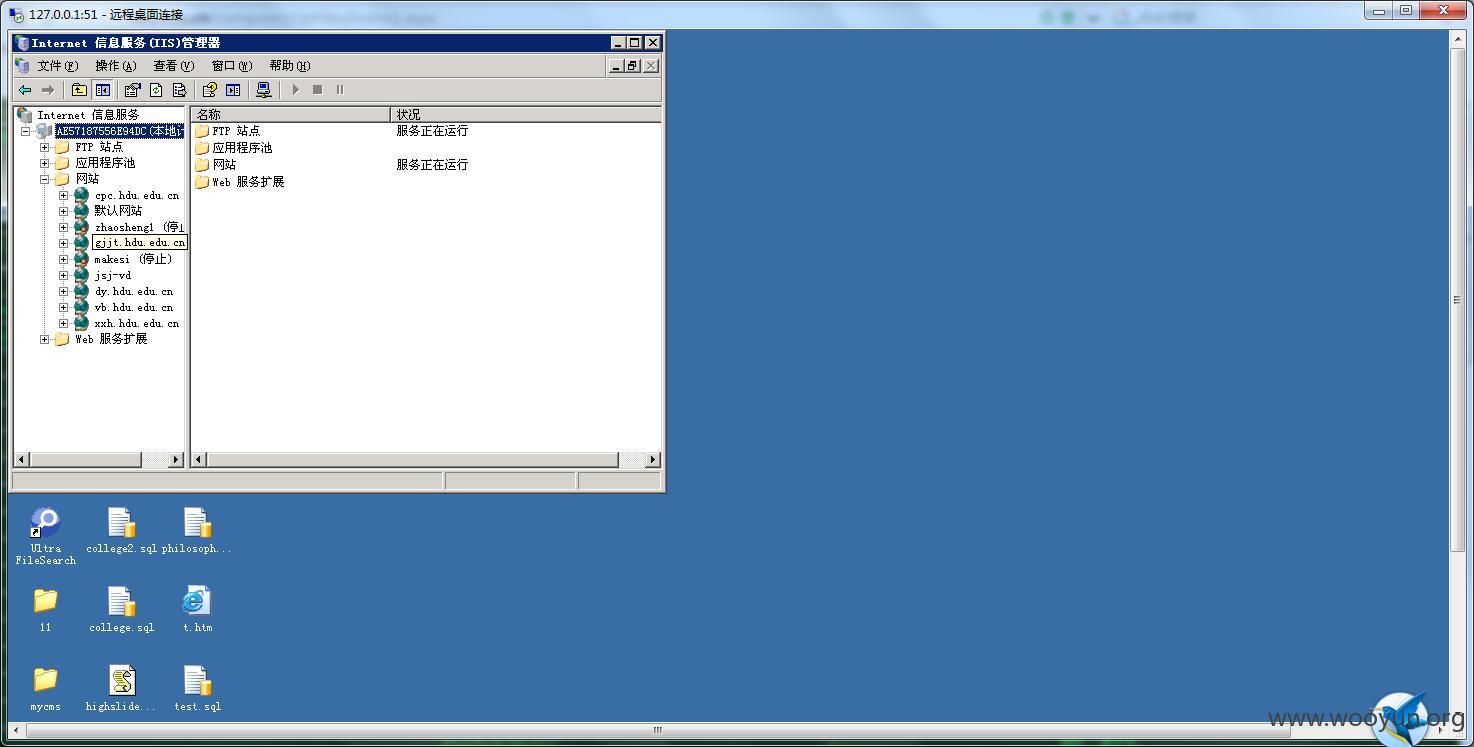 127.0.0.1:51 - 远程桌面连接
Internet 信息服务(IIS)管理器
文件(F) 操作(A) 查看(V) 窗口(W) 帮助(H)
Internet 信息服务
AE57187556E94DC(本地计
FTP 站点
应用程序池
网站
cpc.hdu.edu.cn
默认网站
zhaosheng1 (停止
gjjt.hdu.edu.cn
makesi (停止)
jsj-vd
dy.hdu.edu.cn
vb.hdu.edu.cn
xxh.hdu.edu.cn
Web 服务扩展
名称 状况
FTP 站点 服务正在运行
应用程序池
网站 服务正在运行
Web 服务扩展
Ultra FileSearch
college2.sql
philosoph...
11
college.sql
t.htm
mycms
highslide...
test.sql
www.wooyun.org